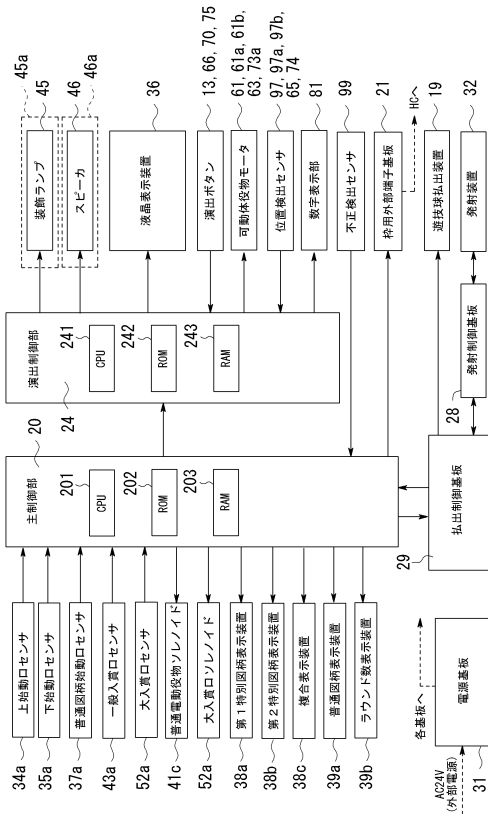 34a 上始動口センサ
35a 下始動口センサ
37a 普通図柄始動口センサ
43a 一般入賞口センサ
52a 大入賞口センサ
41c 普通電動役物ソレノイド
52a 大入賞口ソレノイド
38a 第1特別図柄表示装置
38b 第2特別図柄表示装置
38c 複合表示装置
39a 普通図柄表示装置
39b ラウンド数表示装置
20
主制御部
201
CPU
202
ROM
203
RAM
24
演出制御部
241
CPU
242
ROM
243
RAM
45a
装飾ランプ 45
スピーカ 46
46a
液晶表示装置 36
演出ボタン 13, 66, 70, 75
可動体役物モータ 61, 61a, 61b,
63, 73a
位置検出センサ 97, 97a, 97b,
65, 74
数字表示部 81
不正検出センサ 99
枠用外部端子基板 21
HCへ
遊技球払出装置 19
発射装置 32
発射制御基板
28
払出制御基板
29
各基板へ
電源基板
31
AC24V
(外部電源)